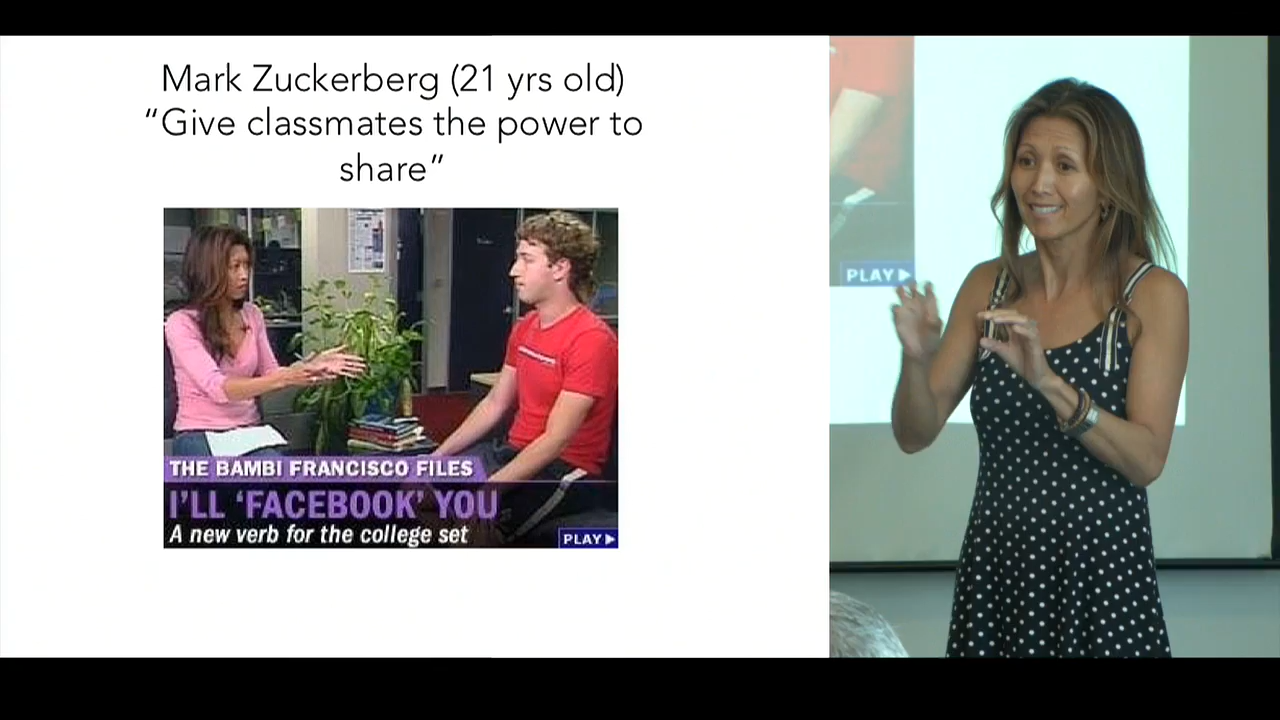 Mark Zuckerberg (21 yrs old)
“Give classmates the power to
share”
THE BAMBI FRANCISCO FILES
I'LL ‘FACEBOOK’ YOU
A new verb for the college set
PLAY
PLAY